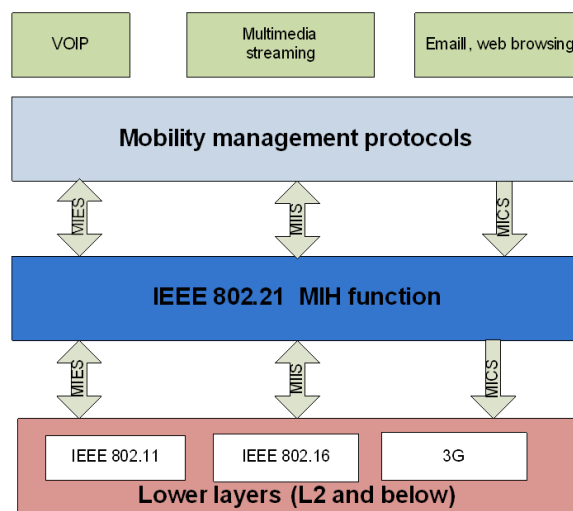 VOIP
Multimedia
streaming
Emaill, web browsing
Mobility management protocols
MIES
MIIS
MICS
IEEE 802.21 MIH function
MIES
MIIS
MICS
IEEE 802.11
IEEE 802.16
3G
Lower layers (L2 and below)